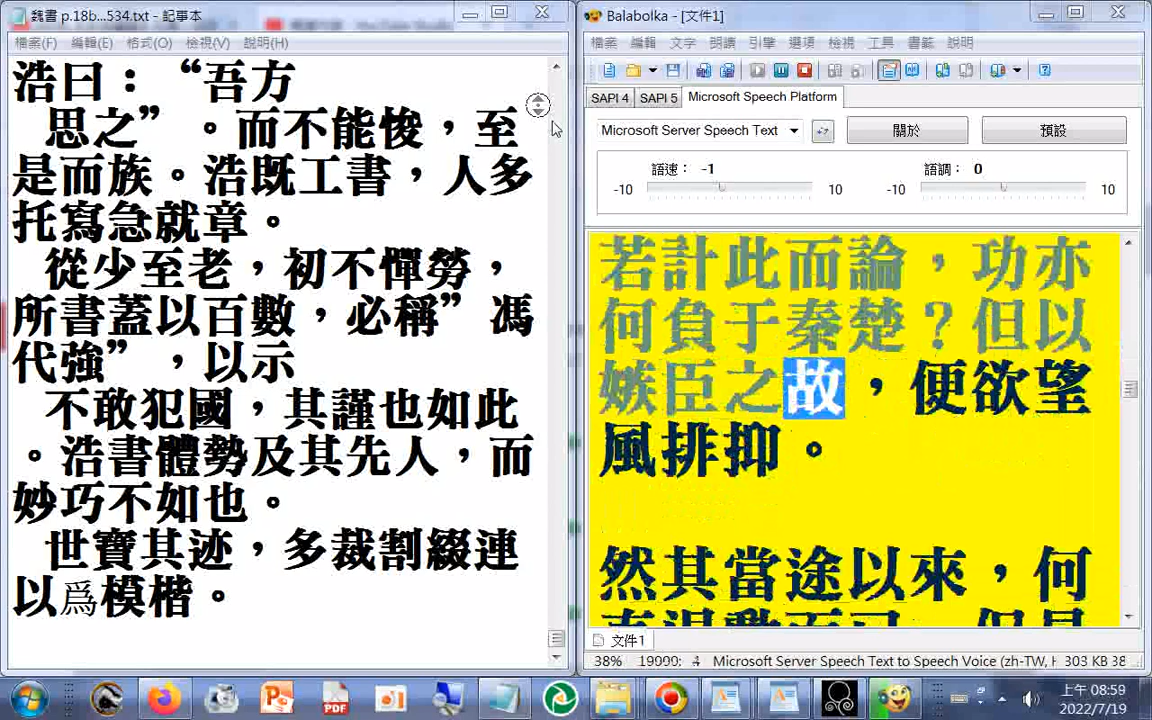 魏書 p.18b...534.txt - 記事本
檔案(F) 編輯(E) 格式(O) 檢視(V) 說明(H)
浩曰：“吾方
思之”。而不能悛，至
是而族。浩既工書，人多
托寫急就章。
從少至老，初不憚勞，
所書蓋以百數，必稱”馮
代強”，以示
不敢犯國，其謹也如此
。浩書體勢及其先人，而
妙巧不如也。
世寶其迹，多裁割綴連
以爲模楷。
Balabolka - [文件1]
檔案 編輯 文字 朗讀 引擎 選項 檢視 工具 書籤 說明
SAPI 4 SAPI 5 Microsoft Speech Platform
Microsoft Server Speech Text 關於 預設
語速： -1 語調： 0
-10 10 -10 10
若計此而論，功亦
何負于秦楚？但以
嫉臣之故，便欲望
風排抑。
然其當途以來，何
文件1
38% 19000: 4 Microsoft Server Speech Text to Speech Voice (zh-TW, H 303 KB 38
上午 08:59
2022/7/19